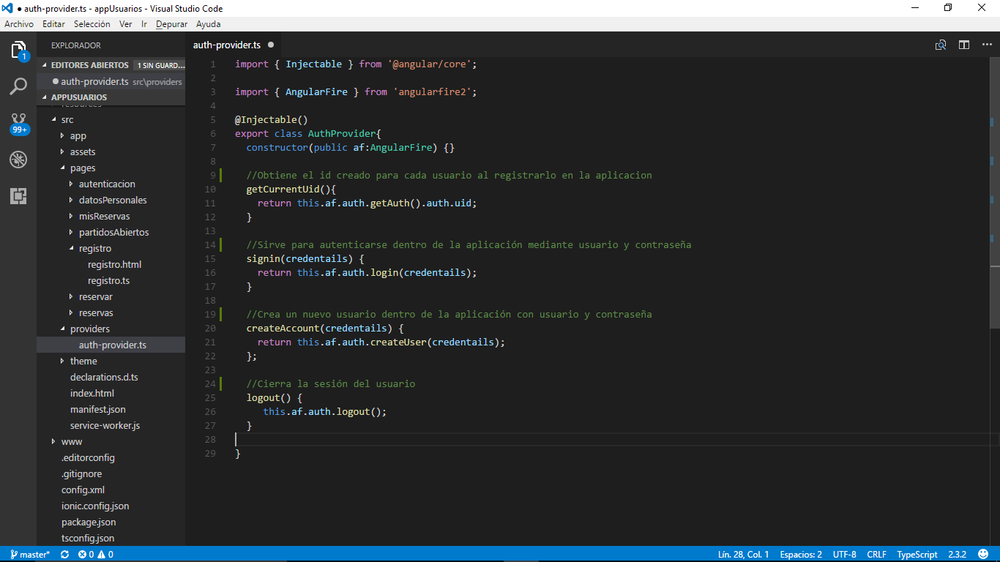 ● auth-provider.ts - appUsuarios - Visual Studio Code
Archivo Editar Selección Ver Ir Depurar Ayuda
EXPLORADOR
EDITORES ABIERTOS 1 SIN GUARD...
● auth-provider.ts src\providers
APPUSUARIOS
resources
src
app
assets
pages
autenticacion
datosPersonales
misReservas
partidosAbiertos
registro
registro.html
registro.ts
reservar
reservas
providers
auth-provider.ts
theme
declarations.d.ts
index.html
manifest.json
service-worker.js
www
.editorconfig
.gitignore
config.xml
ionic.config.json
package.json
tsconfig.json
1
99+
auth-provider.ts ●
1 import { Injectable } from '@angular/core';
2
3 import { AngularFire } from 'angularfire2';
4
5 @Injectable()
6 export class AuthProvider{
7   constructor(public af:AngularFire) {}
8
9   //Obtiene el id creado para cada usuario al registrarlo en la aplicacion
10   getCurrentUid(){
11     return this.af.auth.getAuth().auth.uid;
12   }
13
14   //Sirve para autenticarse dentro de la aplicación mediante usuario y contraseña
15   signin(credentails) {
16     return this.af.auth.login(credentails);
17   }
18
19   //Crea un nuevo usuario dentro de la aplicación con usuario y contraseña
20   createAccount(credentails) {
21     return this.af.auth.createUser(credentails);
22   };
23
24   //Cierra la sesión del usuario
25   logout() {
26      this.af.auth.logout();
27   }
28
29 }
master* 0 0 Lín. 28, Col. 1 Espacios: 2 UTF-8 CRLF TypeScript 2.3.2